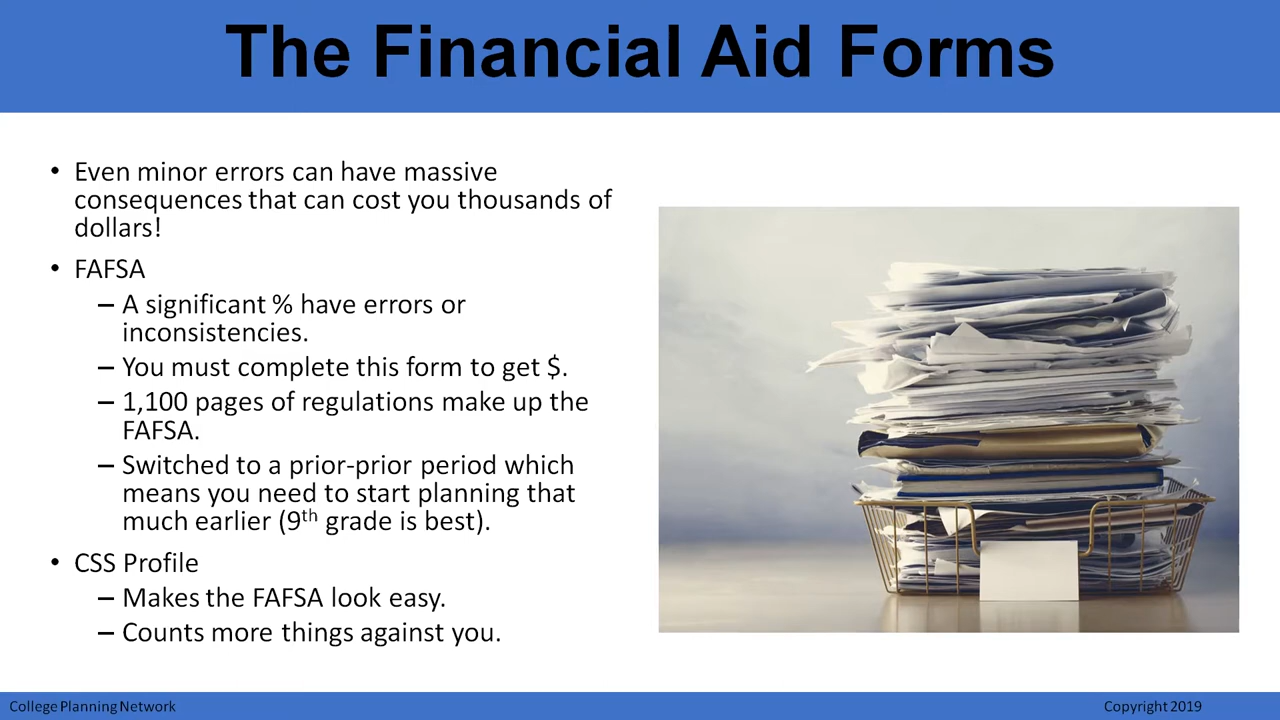 The Financial Aid Forms
• Even minor errors can have massive
consequences that can cost you thousands of
dollars!
• FAFSA
– A significant % have errors or
inconsistencies.
– You must complete this form to get $.
– 1,100 pages of regulations make up the
FAFSA.
– Switched to a prior-prior period which
means you need to start planning that
much earlier (9th grade is best).
• CSS Profile
– Makes the FAFSA look easy.
– Counts more things against you.
College Planning Network
Copyright 2019